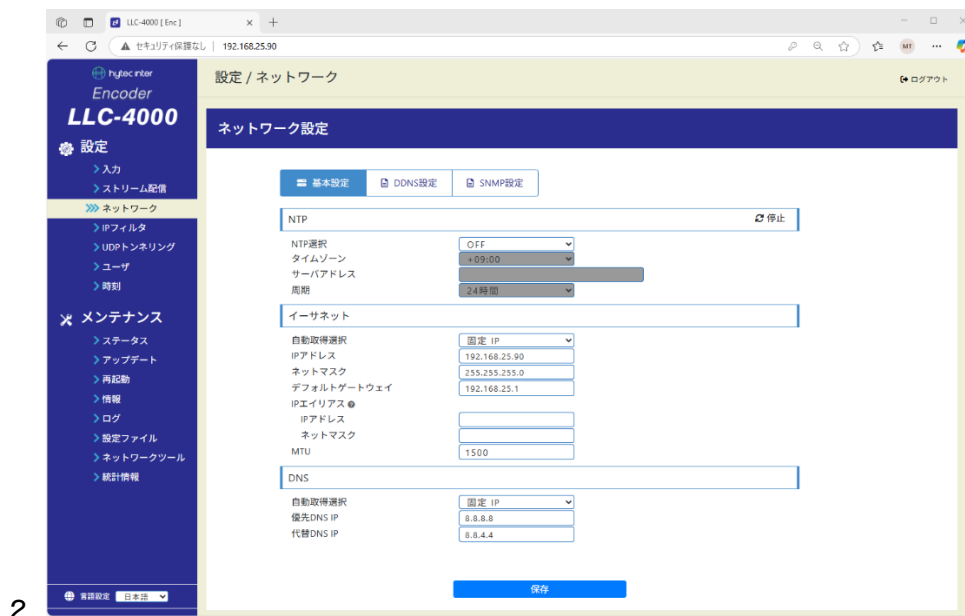 LLC-4000 [ Enc ]
セキュリティ保護なし | 192.168.25.90
MT
hytec inter
Encoder
LLC-4000
設定
入力
ストリーム配信
ネットワーク
IPフィルタ
UDPトンネリング
ユーザ
時刻
メンテナンス
ステータス
アップデート
再起動
情報
ログ
設定ファイル
ネットワークツール
統計情報
言語設定 日本語
設定 / ネットワーク
ログアウト
ネットワーク設定
基本設定 DDNS設定 SNMP設定
NTP 停止
NTP選択 OFF
タイムゾーン +09:00
サーバアドレス
周期 24時間
イーサネット
自動取得選択 固定 IP
IPアドレス 192.168.25.90
ネットマスク 255.255.255.0
デフォルトゲートウェイ 192.168.25.1
IPエイリアス
IPアドレス
ネットマスク
MTU 1500
DNS
自動取得選択 固定 IP
優先DNS IP 8.8.8.8
代替DNS IP 8.8.4.4
保存
2